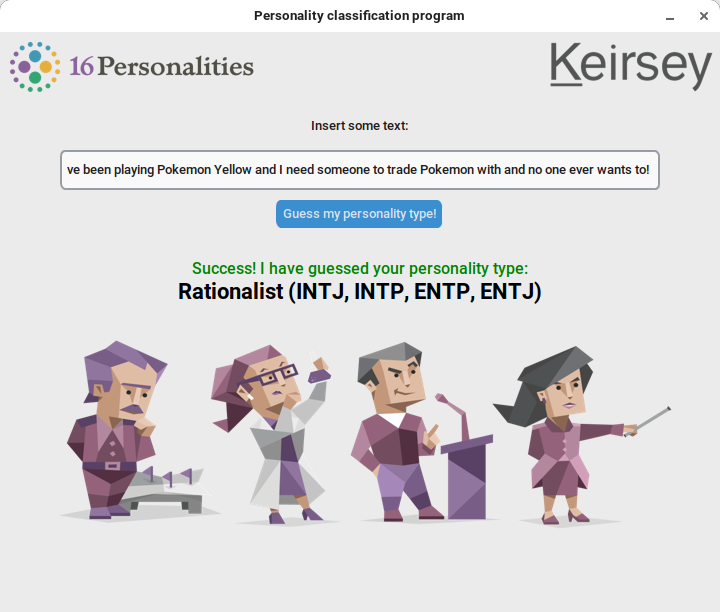 Personality classification program
16 Personalities
Keirsey
Insert some text:
ve been playing Pokemon Yellow and I need someone to trade Pokemon with and no one ever wants to!
Guess my personality type!
Success! I have guessed your personality type:
Rationalist (INTJ, INTP, ENTP, ENTJ)